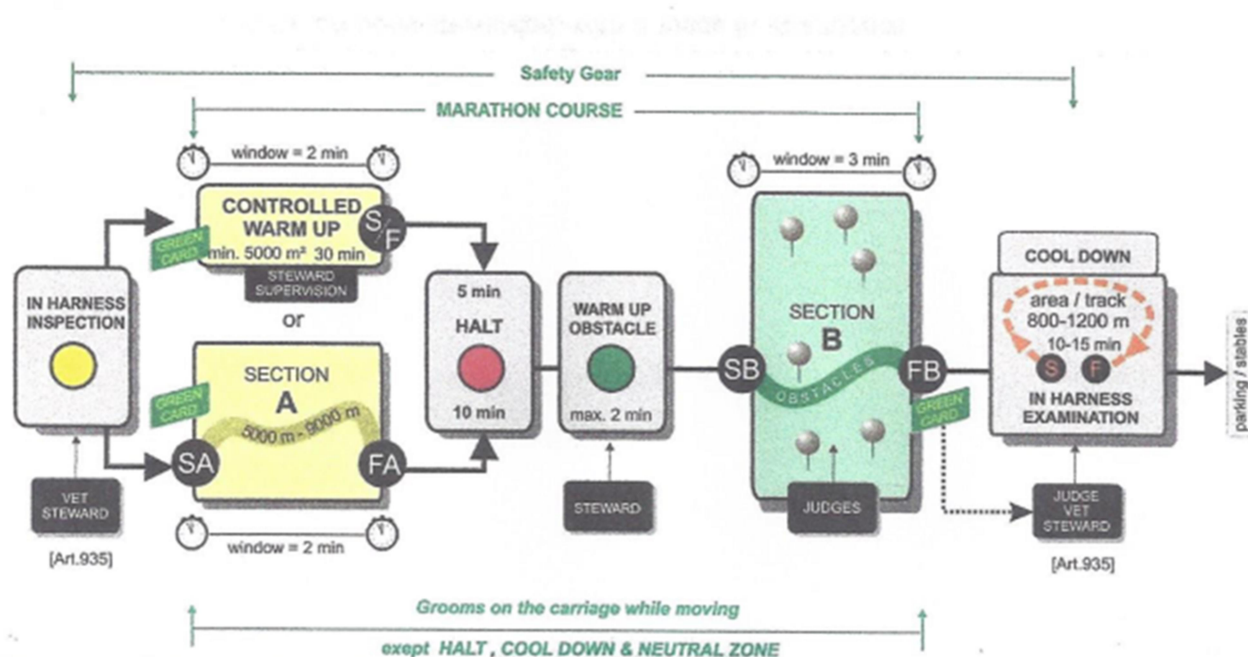 Safety Gear
MARATHON COURSE
window = 2 min
CONTROLLED
WARM UP
min. 5000 m² 30 min
S/F
GREEN
CARD
STEWARD
SUPERVISION
or
IN HARNESS
INSPECTION
VET
STEWARD
[Art.935]
SECTION
A
5000 m - 9000 m
GREEN
CARD
SA
FA
window = 2 min
5 min
HALT
10 min
WARM UP
OBSTACLE
max. 2 min
STEWARD
window = 3 min
SECTION
B
SB
OBSTACLES
FB
JUDGES
GREEN
CARD
COOL DOWN
area / track
800-1200 m
10-15 min
S F
IN HARNESS
EXAMINATION
JUDGE
VET
STEWARD
[Art.935]
parking / stables
Grooms on the carriage while moving
exept HALT , COOL DOWN & NEUTRAL ZONE